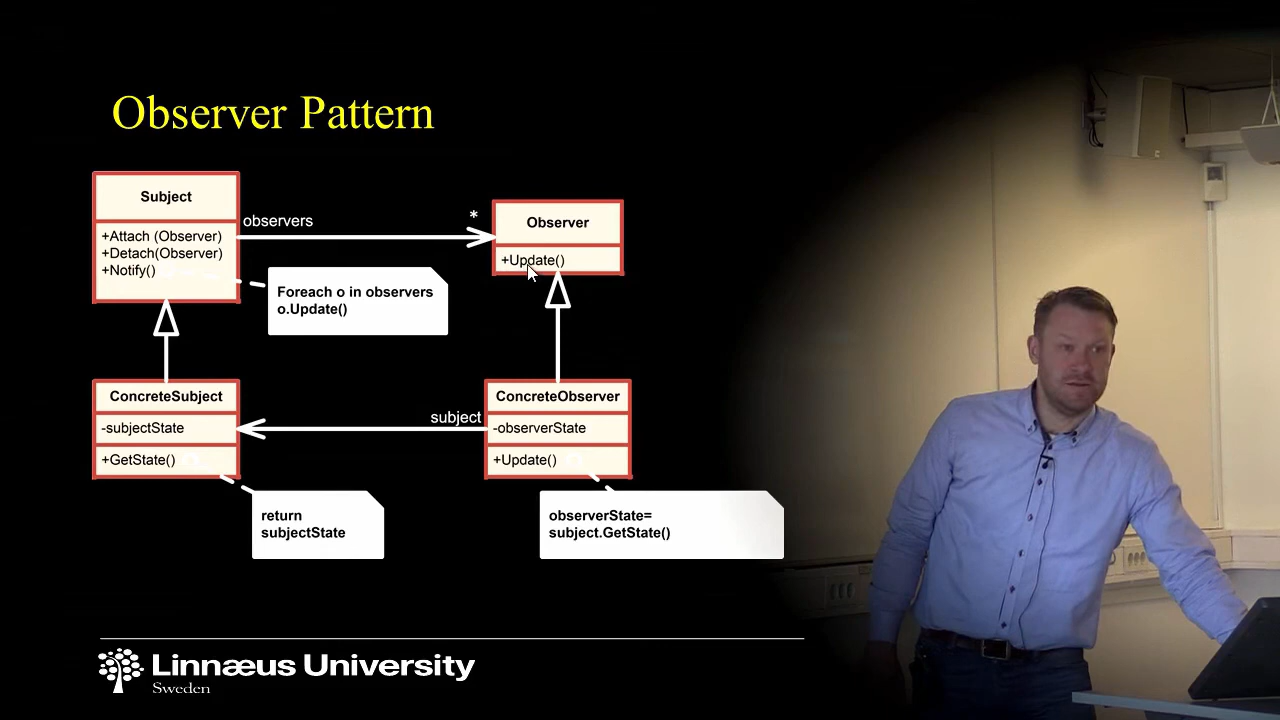 Observer Pattern
Subject
+Attach (Observer)
+Detach(Observer)
+Notify()
observers
*
Observer
+Update()
Foreach o in observers
o.Update()
ConcreteSubject
-subjectState
+GetState()
subject
ConcreteObserver
-observerState
+Update()
return
subjectState
observerState=
subject.GetState()
Linnæus University
Sweden